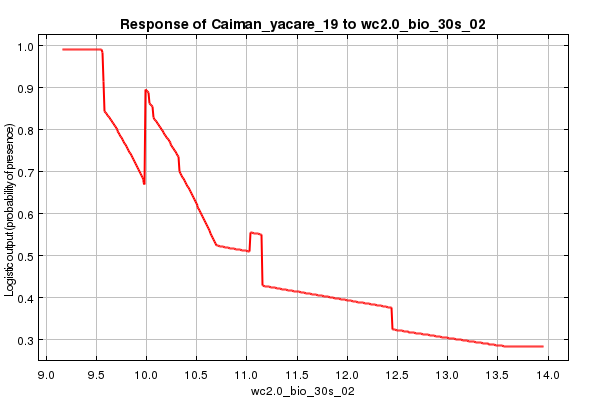 Response of Caiman_yacare_19 to wc2.0_bio_30s_02
Logistic output (probability of presence)
1.0
0.9
0.8
0.7
0.6
0.5
0.4
0.3
9.0 9.5 10.0 10.5 11.0 11.5 12.0 12.5 13.0 13.5 14.0
wc2.0_bio_30s_02